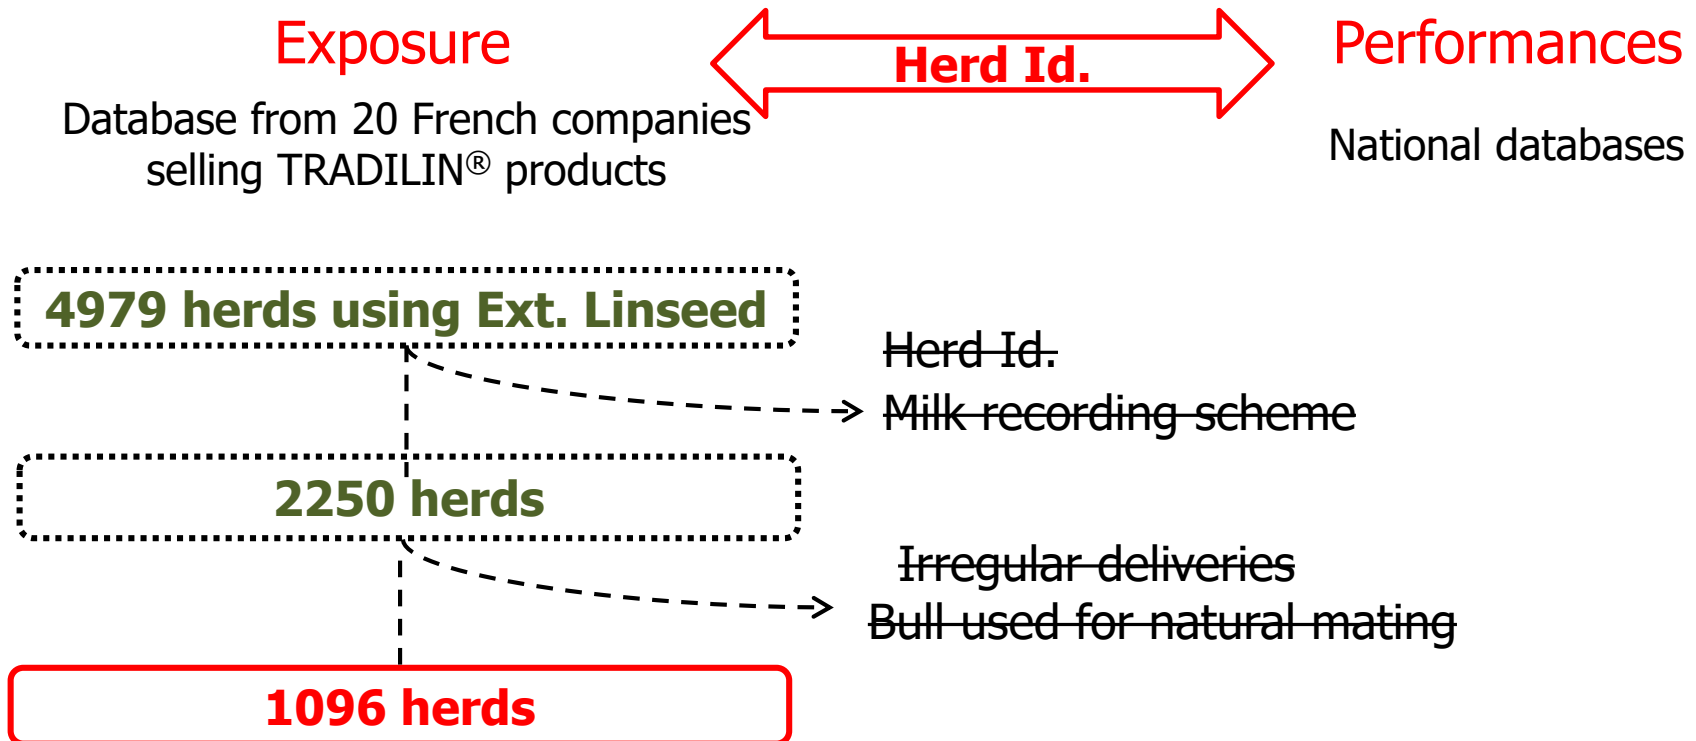 Exposure
Herd Id.
Performances
Database from 20 French companies
selling TRADILIN® products
National databases
4979 herds using Ext. Linseed
Herd Id.
Milk recording scheme
2250 herds
Irregular deliveries
Bull used for natural mating
1096 herds